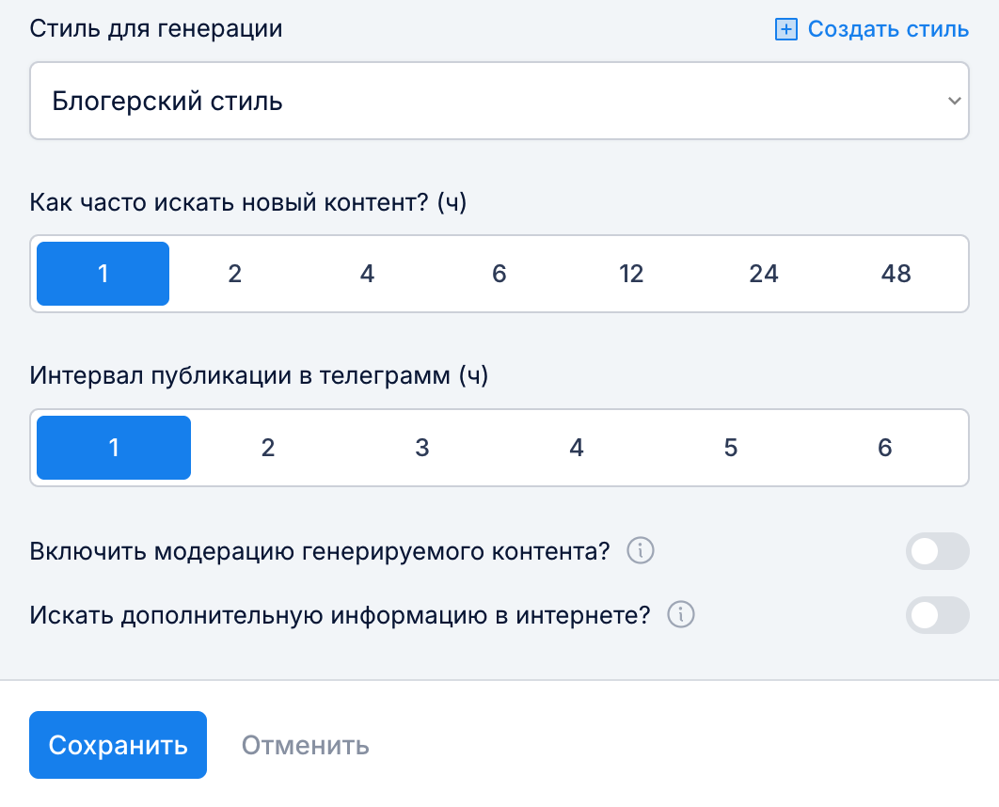 Стиль для генерации
Создать стиль
Блогерский стиль
Как часто искать новый контент? (ч)
1 2 4 6 12 24 48
Интервал публикации в телеграмм (ч)
1 2 3 4 5 6
Включить модерацию генерируемого контента?
Искать дополнительную информацию в интернете?
Сохранить Отменить